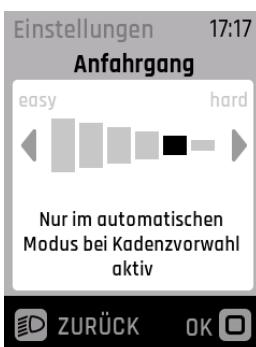 Einstellungen 17:17
Anfahrgang
easy hard
Nur im automatischen
Modus bei Kadenzvorwahl
aktiv
ZURÜCK OK